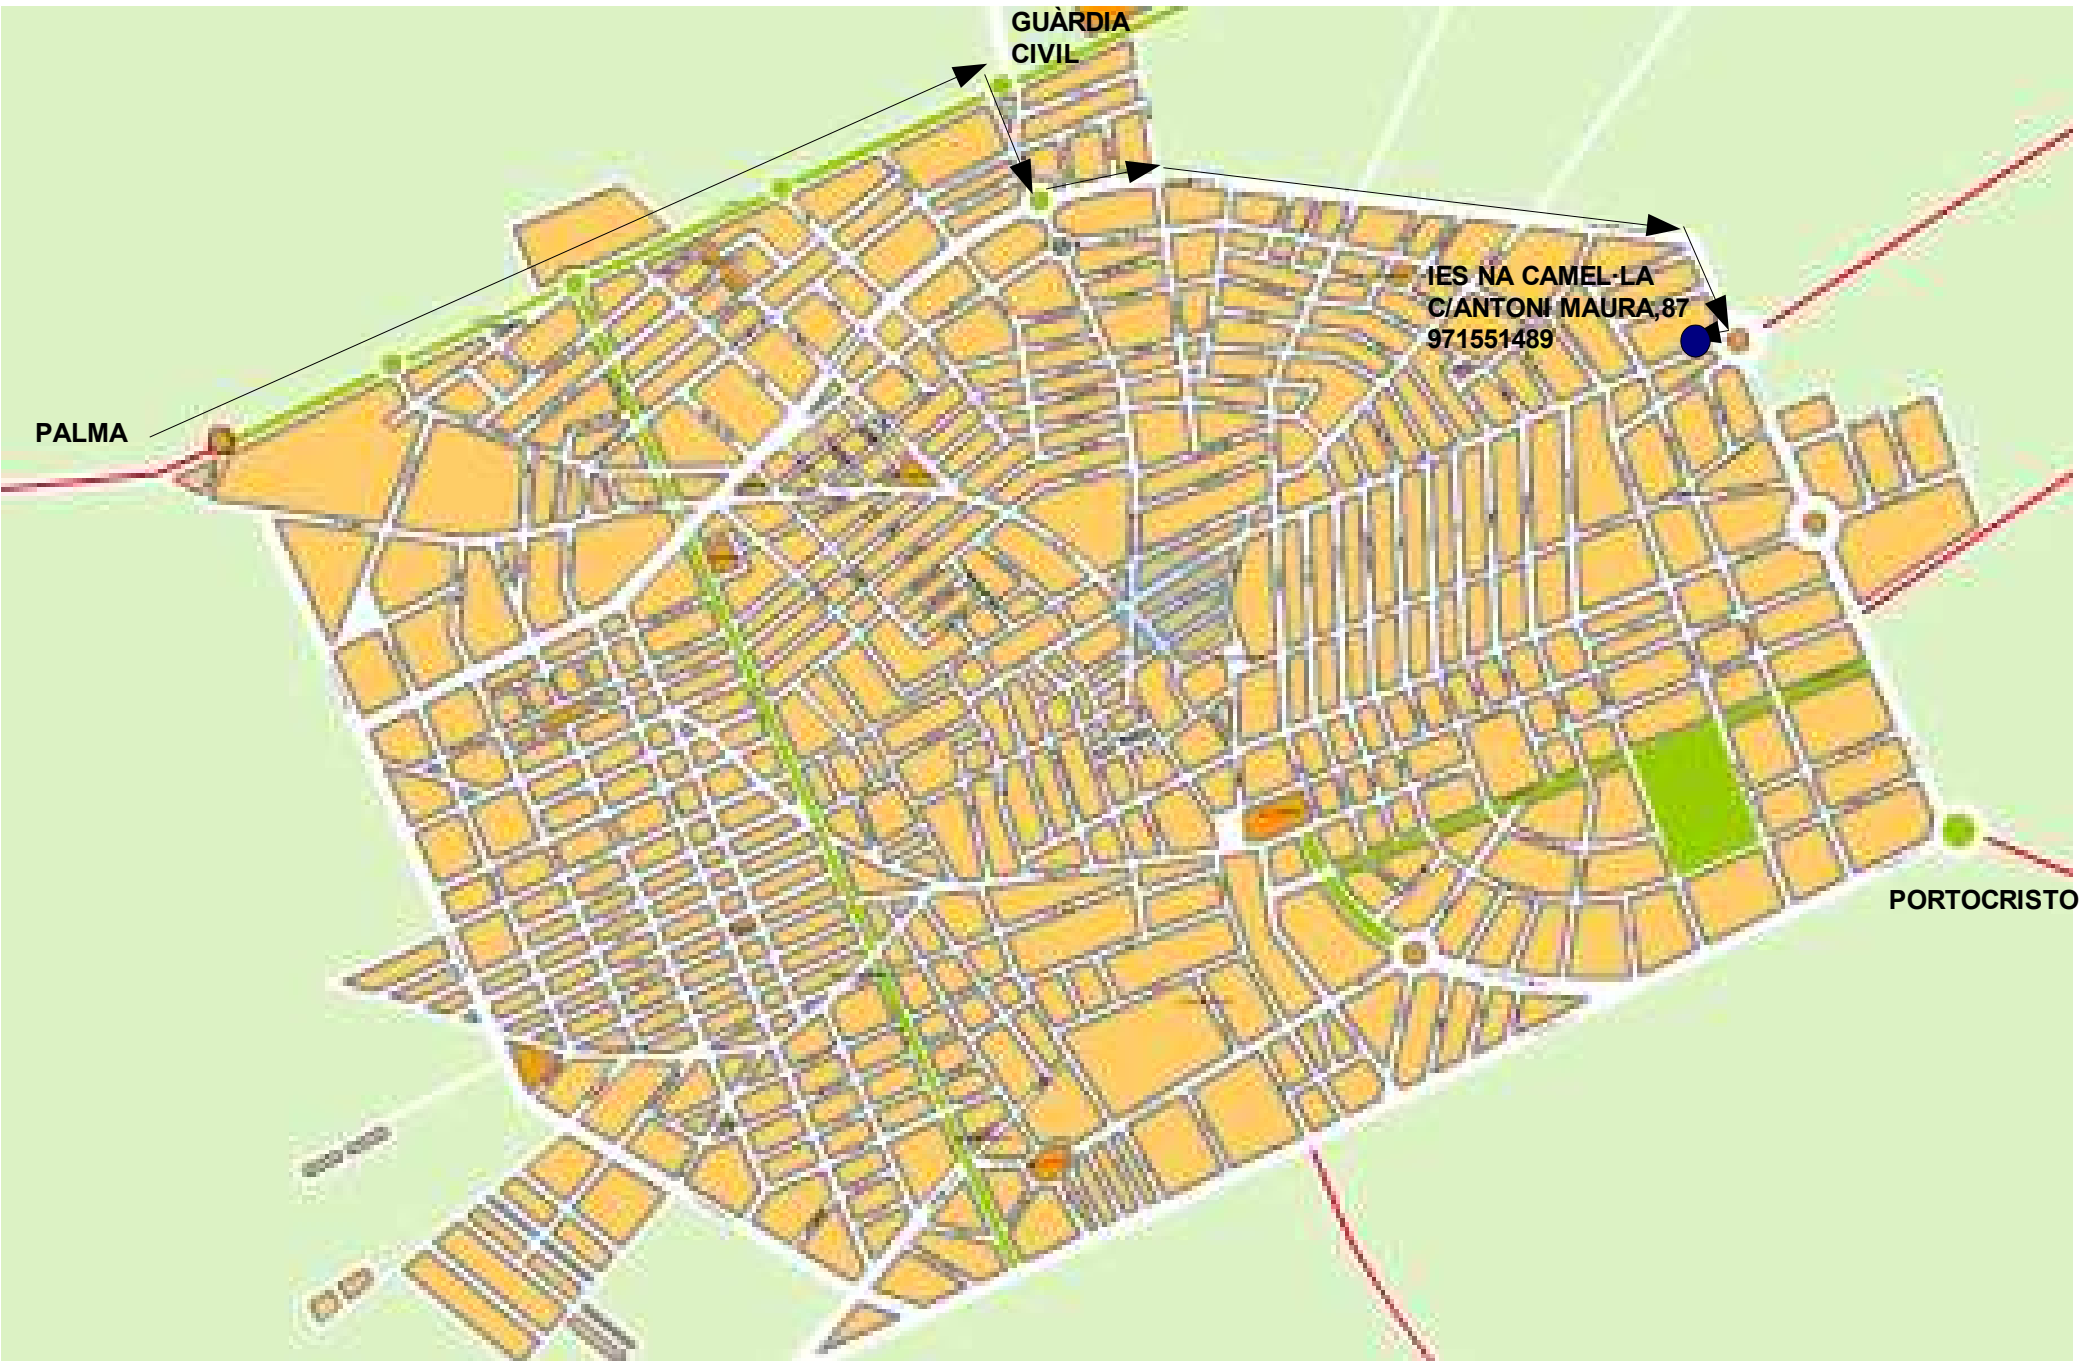 GUÀRDIA
CIVIL
IES NA CAMEL·LA
C/ANTONI MAURA,87
971551489
PALMA
PORTOCRISTO